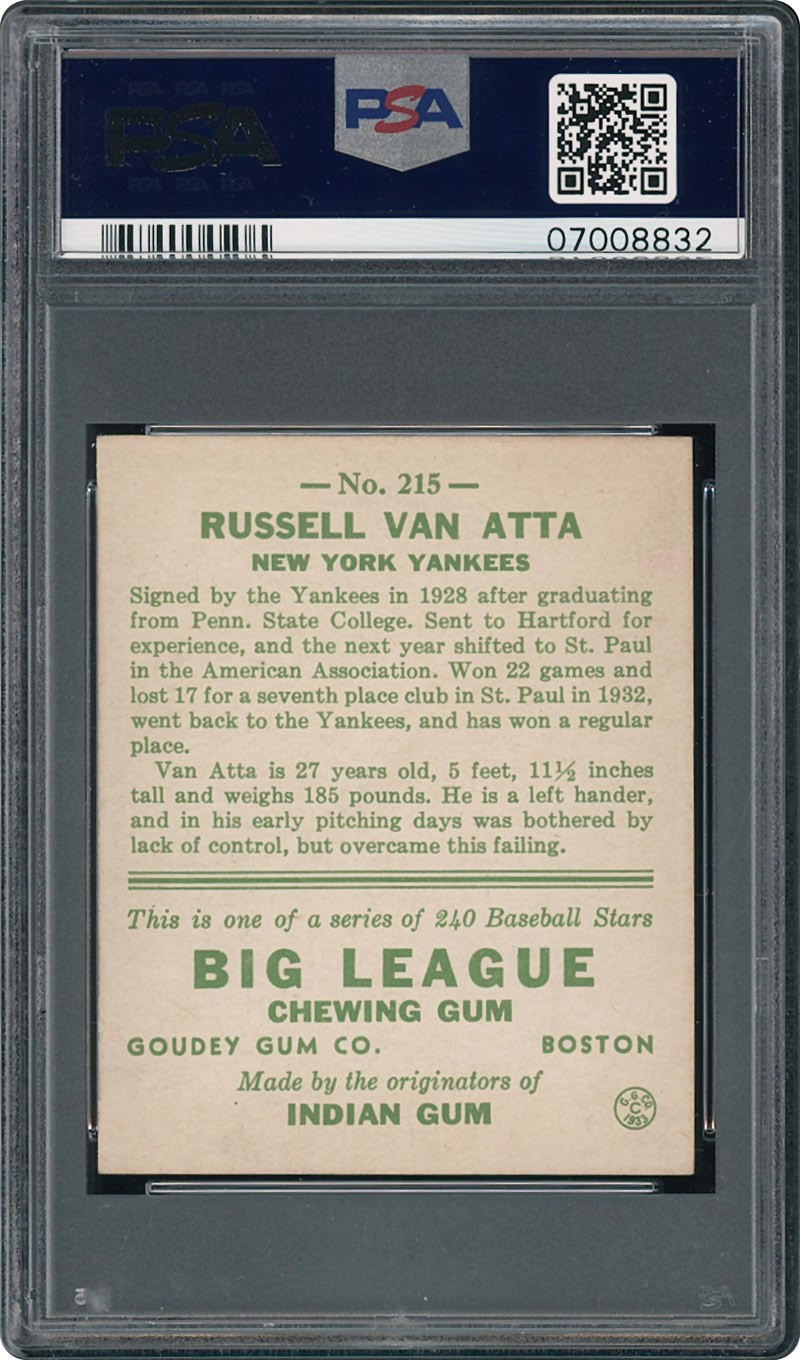 PSA PSA PSA
PSA
PSA PSA PSA
PSA
07008832
— No. 215 —
RUSSELL VAN ATTA
NEW YORK YANKEES
Signed by the Yankees in 1928 after graduating
from Penn. State College. Sent to Hartford for
experience, and the next year shifted to St. Paul
in the American Association. Won 22 games and
lost 17 for a seventh place club in St. Paul in 1932,
went back to the Yankees, and has won a regular
place.
Van Atta is 27 years old, 5 feet, 11½ inches
tall and weighs 185 pounds. He is a left hander,
and in his early pitching days was bothered by
lack of control, but overcame this failing.
This is one of a series of 240 Baseball Stars
BIG LEAGUE
CHEWING GUM
GOUDEY GUM CO. BOSTON
Made by the originators of
INDIAN GUM
G. G. CO.
C
1933